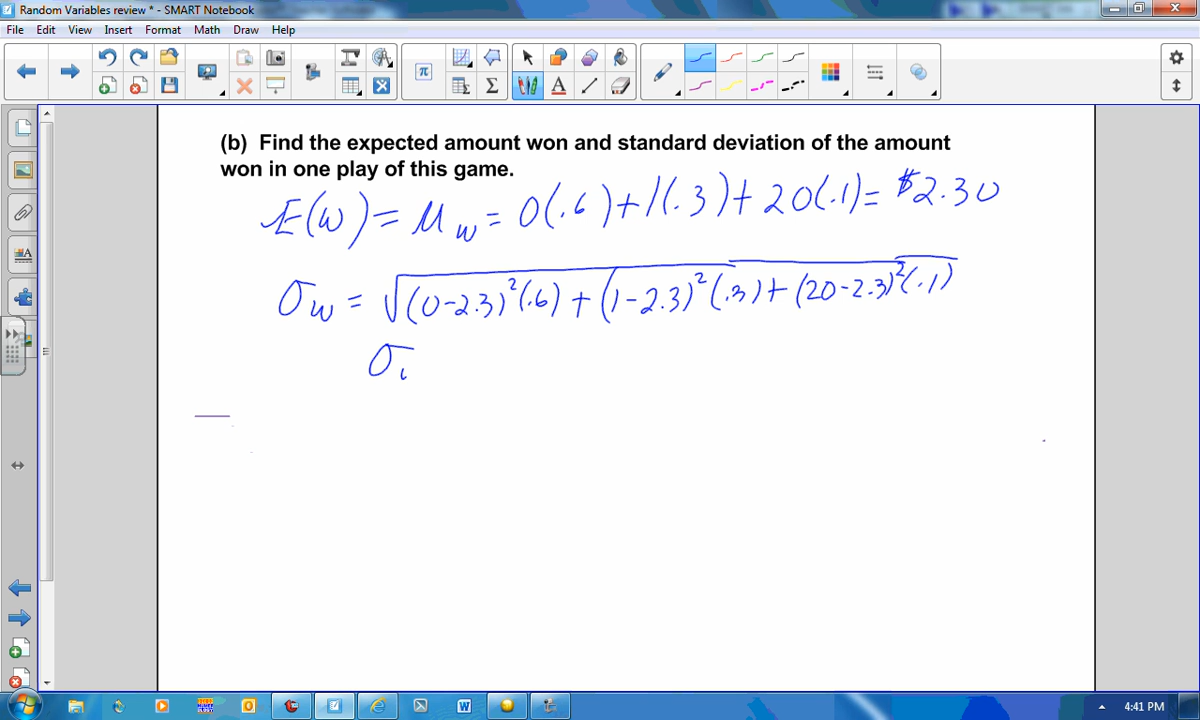 Random Variables review * - SMART Notebook
File Edit View Insert Format Math Draw Help
π Σ A
(b) Find the expected amount won and standard deviation of the amount
won in one play of this game.
E(W) = μ_W = 0(.6) + 1(.3) + 20(.1) = $2.30
σ_W = √((0-2.3)²(.6) + (1-2.3)²(.3) + (20-2.3)²(.1))
σ
4:41 PM